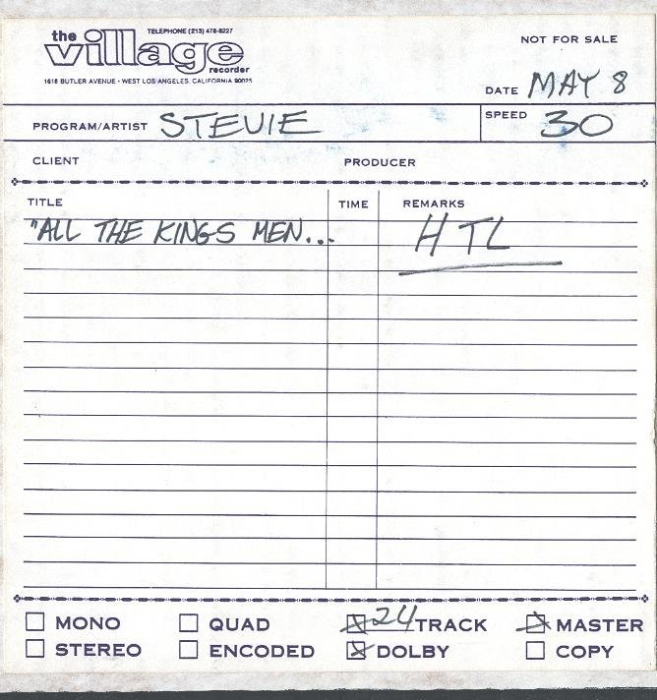 the village recorder
TELEPHONE (213) 478-8227
1616 BUTLER AVENUE • WEST LOS ANGELES, CALIFORNIA 90025
NOT FOR SALE
DATE MAY 8
PROGRAM/ARTIST STEVIE
SPEED 30
CLIENT
PRODUCER
TITLE TIME REMARKS
"ALL THE KINGS MEN... HTL
MONO QUAD 24 TRACK MASTER
STEREO ENCODED DOLBY COPY